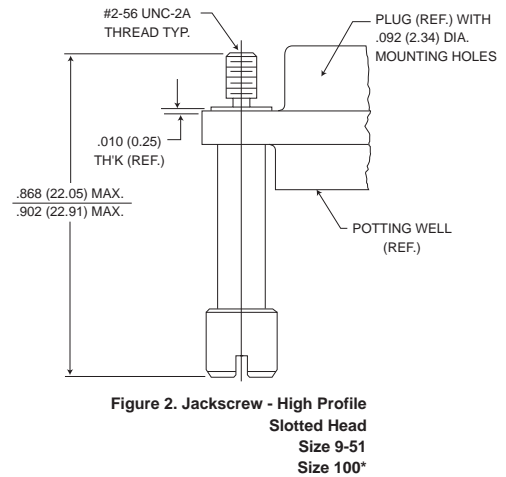 #2-56 UNC-2A
THREAD TYP.
PLUG (REF.) WITH
.092 (2.34) DIA.
MOUNTING HOLES
.010 (0.25)
TH'K (REF.)
.868 (22.05) MAX.
.902 (22.91) MAX.
POTTING WELL
(REF.)
Figure 2. Jackscrew - High Profile
Slotted Head
Size 9-51
Size 100*